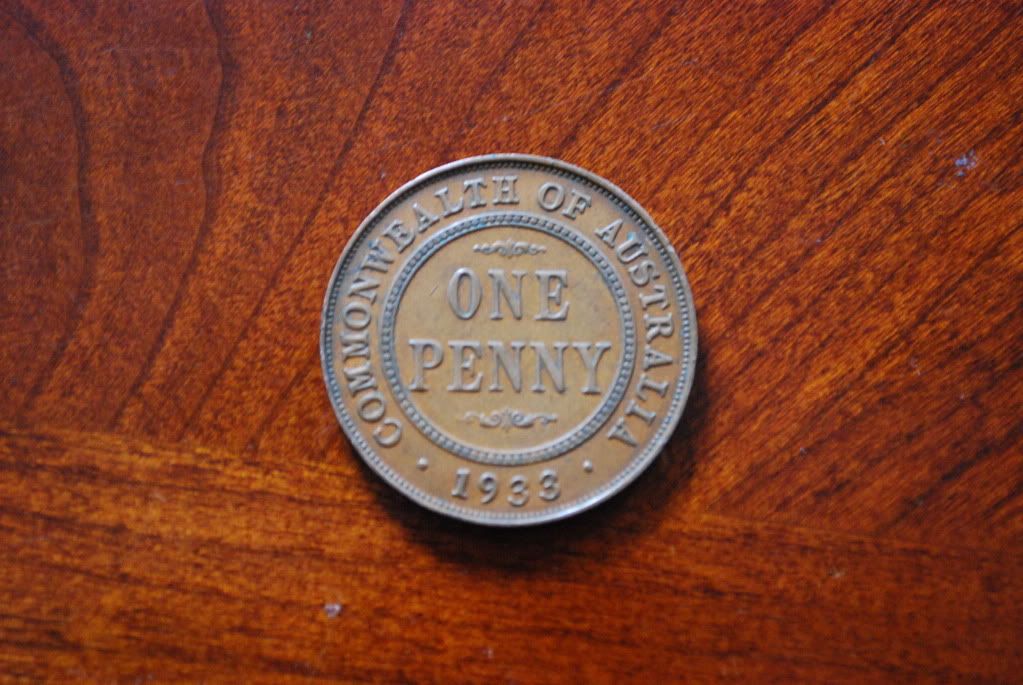 COMMONWEALTH OF AUSTRALIA
ONE
PENNY
· 1933 ·